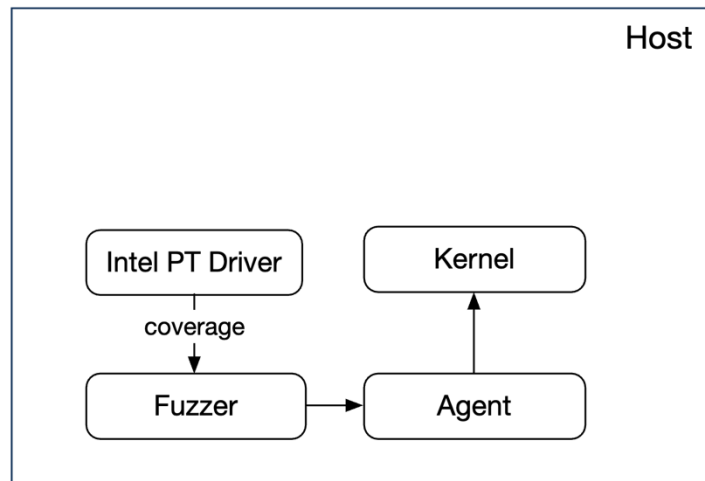 Host
Intel PT Driver
Kernel
coverage
Fuzzer
Agent